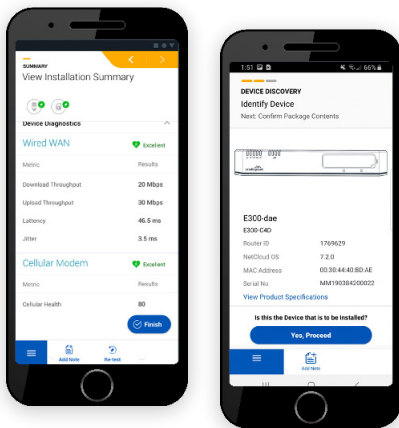 SUMMARY
View Installation Summary
Device Diagnostics
Wired WAN
Excellent
Metric
Results
Download Throughput
20 Mbps
Upload Throughput
30 Mbps
Lattency
46.5 ms
Jitter
3.5 ms
Cellular Modem
Excellent
Metric
Results
Cellular Health
80
Finish
Add Note
Re-test
1:51
66%
DEVICE DISCOVERY
Identify Device
Next: Confirm Package Contents
E300-dae
E300-C4D
Router ID
1769629
NetCloud OS
7.2.0
MAC Address
00:30:44:40:BD:AE
Serial No
MM190384200022
View Product Specifications
Is this the Device that is to be installed?
Yes, Proceed
Add Note